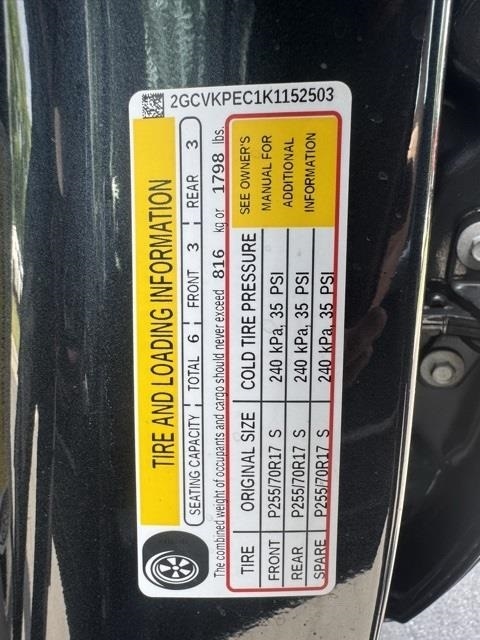 2GCVKPEC1K1152503
TIRE AND LOADING INFORMATION
SEATING CAPACITY TOTAL 6 FRONT 3 REAR 3
The combined weight of occupants and cargo should never exceed 816 kg or 1798 lbs.
TIRE ORIGINAL SIZE COLD TIRE PRESSURE
FRONT P255/70R17 S 240 kPa, 35 PSI
REAR P255/70R17 S 240 kPa, 35 PSI
SPARE P255/70R17 S 240 kPa, 35 PSI
SEE OWNER'S
MANUAL FOR
ADDITIONAL
INFORMATION